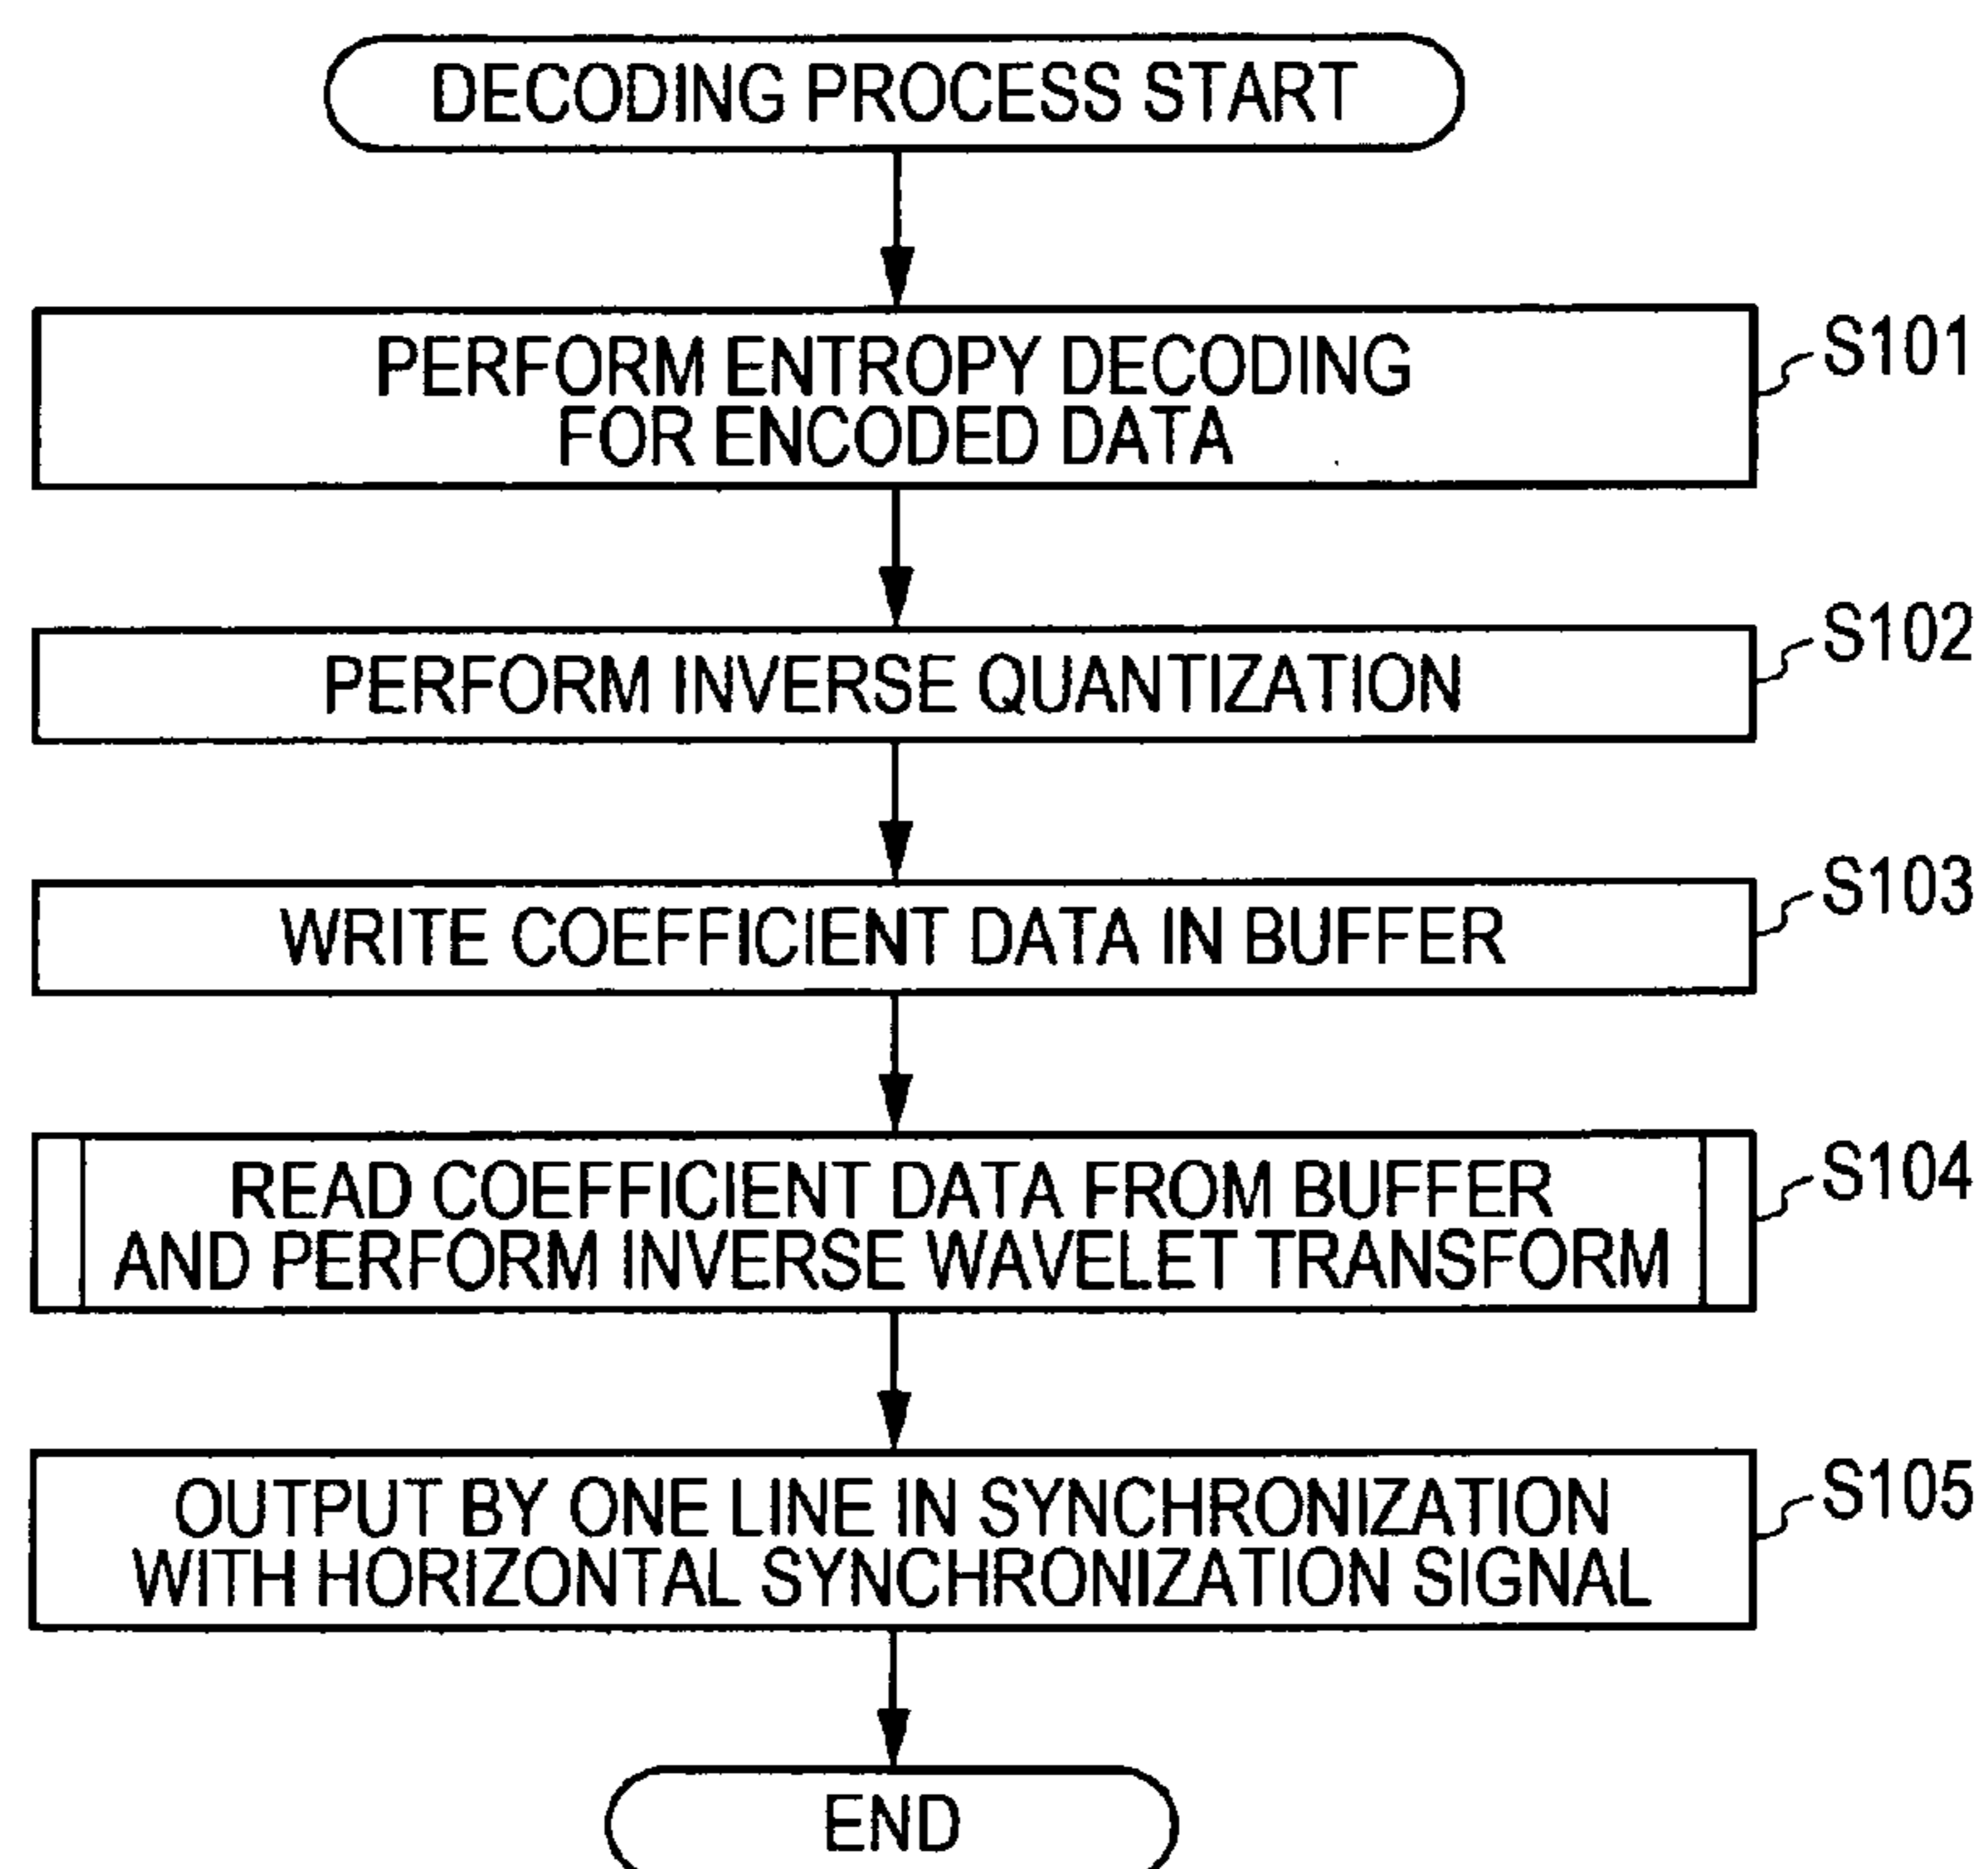 DECODING PROCESS START
PERFORM ENTROPY DECODING
FOR ENCODED DATA
S101
PERFORM INVERSE QUANTIZATION
S102
WRITE COEFFICIENT DATA IN BUFFER
S103
READ COEFFICIENT DATA FROM BUFFER
AND PERFORM INVERSE WAVELET TRANSFORM
S104
OUTPUT BY ONE LINE IN SYNCHRONIZATION
WITH HORIZONTAL SYNCHRONIZATION SIGNAL
S105
END